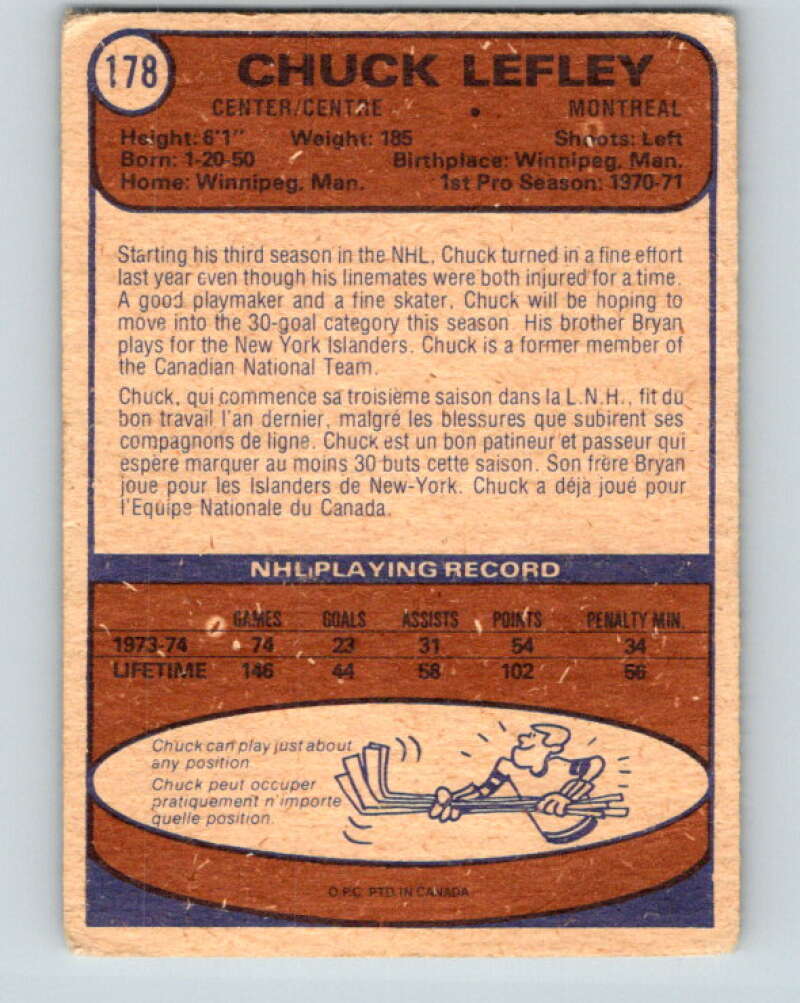 178
CHUCK LEFLEY
CENTER/CENTRE • MONTREAL
Height: 6'1" Weight: 185 Shoots: Left
Born: 1-20-50 Birthplace: Winnipeg, Man.
Home: Winnipeg, Man. 1st Pro Season: 1970-71
Starting his third season in the NHL, Chuck turned in a fine effort
last year even though his linemates were both injured for a time.
A good playmaker and a fine skater, Chuck will be hoping to
move into the 30-goal category this season. His brother Bryan
plays for the New York Islanders. Chuck is a former member of
the Canadian National Team.
Chuck, qui commence sa troisième saison dans la L.N.H., fit du
bon travail l'an dernier, malgré les blessures que subirent ses
compagnons de ligne. Chuck est un bon patineur et passeur qui
espère marquer au moins 30 buts cette saison. Son frère Bryan
joue pour les Islanders de New-York. Chuck a déjà joué pour
l'Equipe Nationale du Canada.
NHL PLAYING RECORD
GAMES GOALS ASSISTS POINTS PENALTY MIN.
1973-74 74 23 31 54 34
LIFETIME 146 44 58 102 56
Chuck can play just about
any position.
Chuck peut occuper
pratiquement n'importe
quelle position.
O.P.C. PTD. IN CANADA